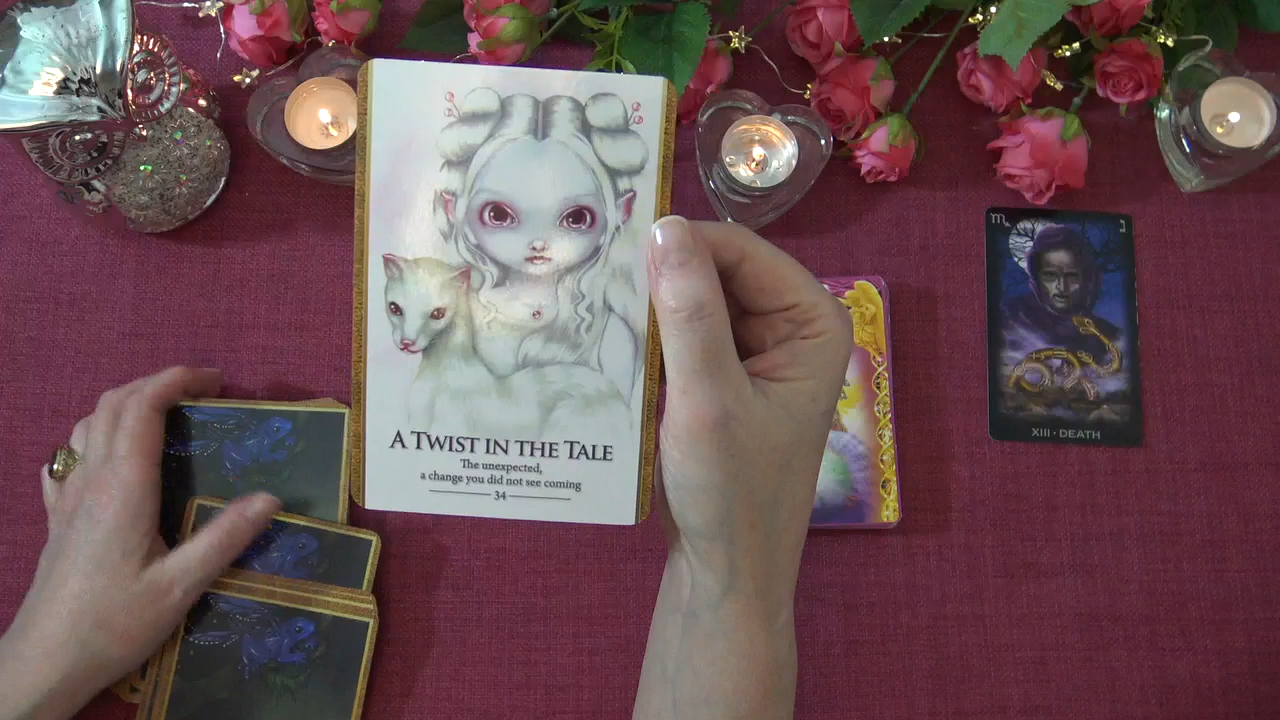 A TWIST IN THE TALE
The unexpected,
a change you did not see coming
34
XIII · DEATH